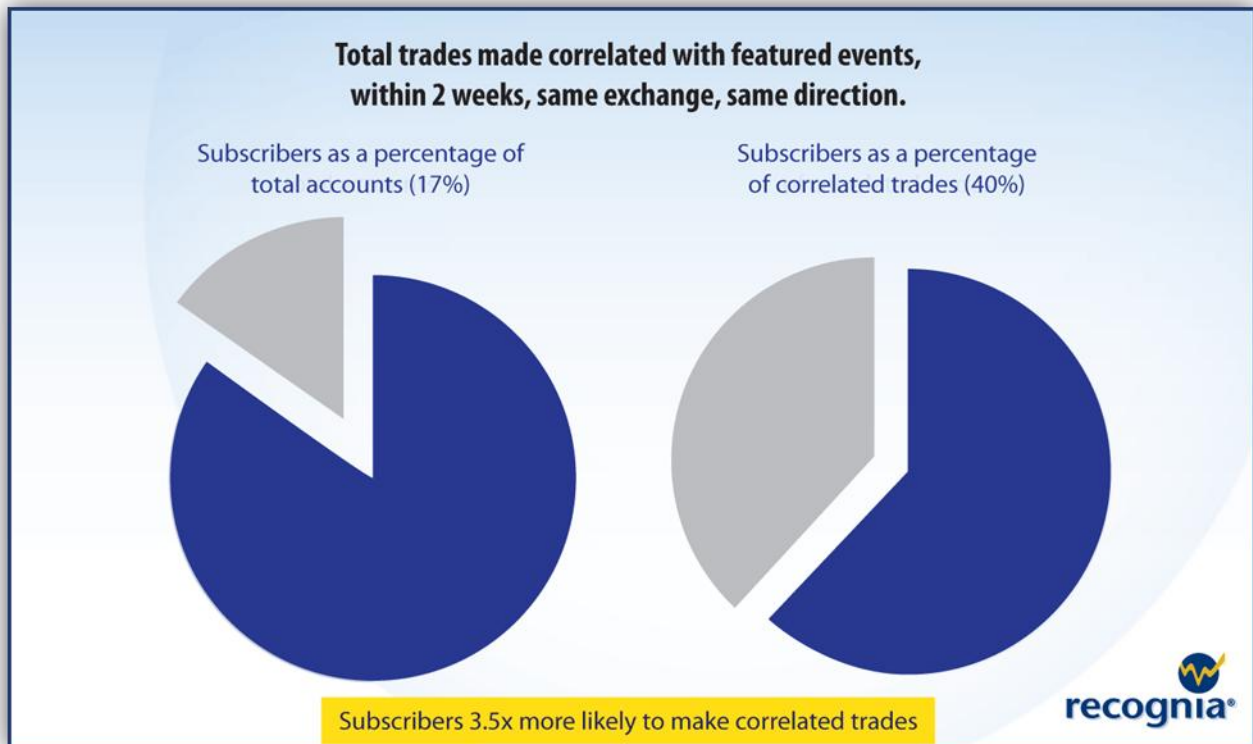 Total trades made correlated with featured events,
within 2 weeks, same exchange, same direction.
Subscribers as a percentage of
total accounts (17%)
Subscribers as a percentage
of correlated trades (40%)
Subscribers 3.5x more likely to make correlated trades
recognia®